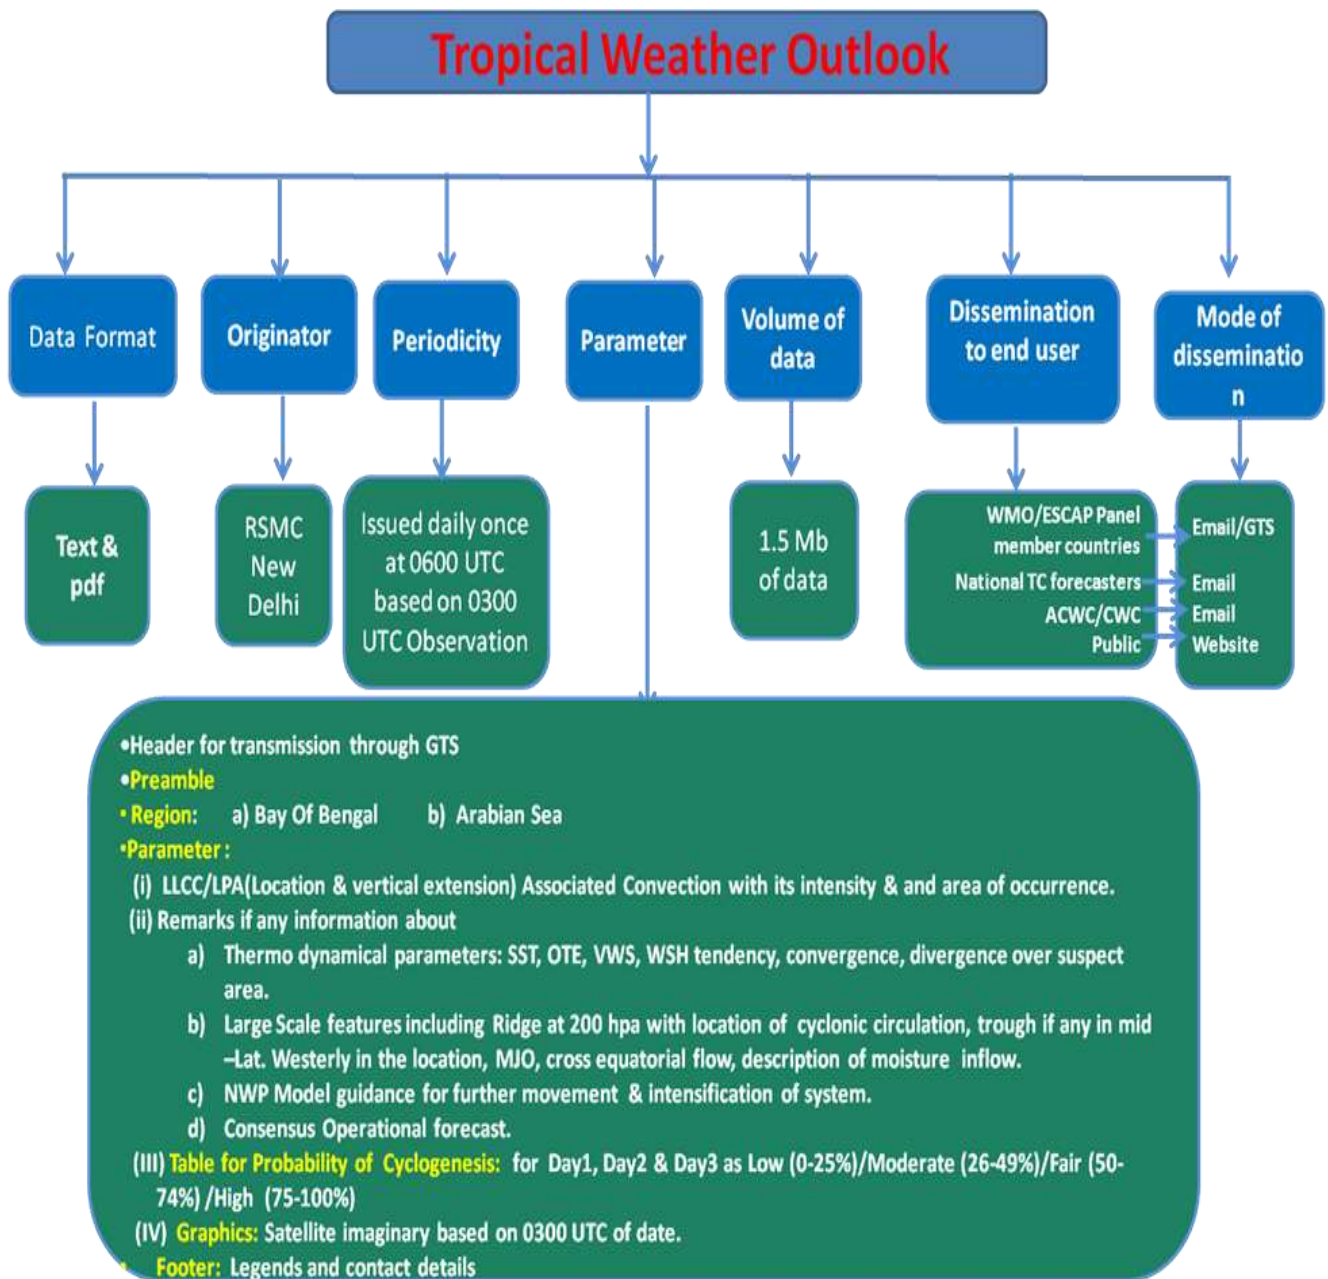 Tropical Weather Outlook
Data Format
Originator
Periodicity
Parameter
Volume of
data
Dissemination
to end user
Mode of
disseminatio
n
Text &
pdf
RSMC
New
Delhi
Issued daily once
at 0600 UTC
based on 0300
UTC Observation
1.5 Mb
of data
WMO/ESCAP Panel
member countries
National TC forecasters
ACWC/CWC
Public
Email/GTS
Email
Email
Website
•Header for transmission through GTS
•Preamble
• Region: a) Bay Of Bengal b) Arabian Sea
•Parameter :
(i) LLCC/LPA(Location & vertical extension) Associated Convection with its intensity & and area of occurrence.
(ii) Remarks if any information about
a) Thermo dynamical parameters: SST, OTE, VWS, WSH tendency, convergence, divergence over suspect
area.
b) Large Scale features including Ridge at 200 hpa with location of cyclonic circulation, trough if any in mid
–Lat. Westerly in the location, MJO, cross equatorial flow, description of moisture inflow.
c) NWP Model guidance for further movement & intensification of system.
d) Consensus Operational forecast.
(III) Table for Probability of Cyclogenesis: for Day1, Day2 & Day3 as Low (0-25%)/Moderate (26-49%)/Fair (50-
74%) /High (75-100%)
(IV) Graphics: Satellite imaginary based on 0300 UTC of date.
• Footer: Legends and contact details